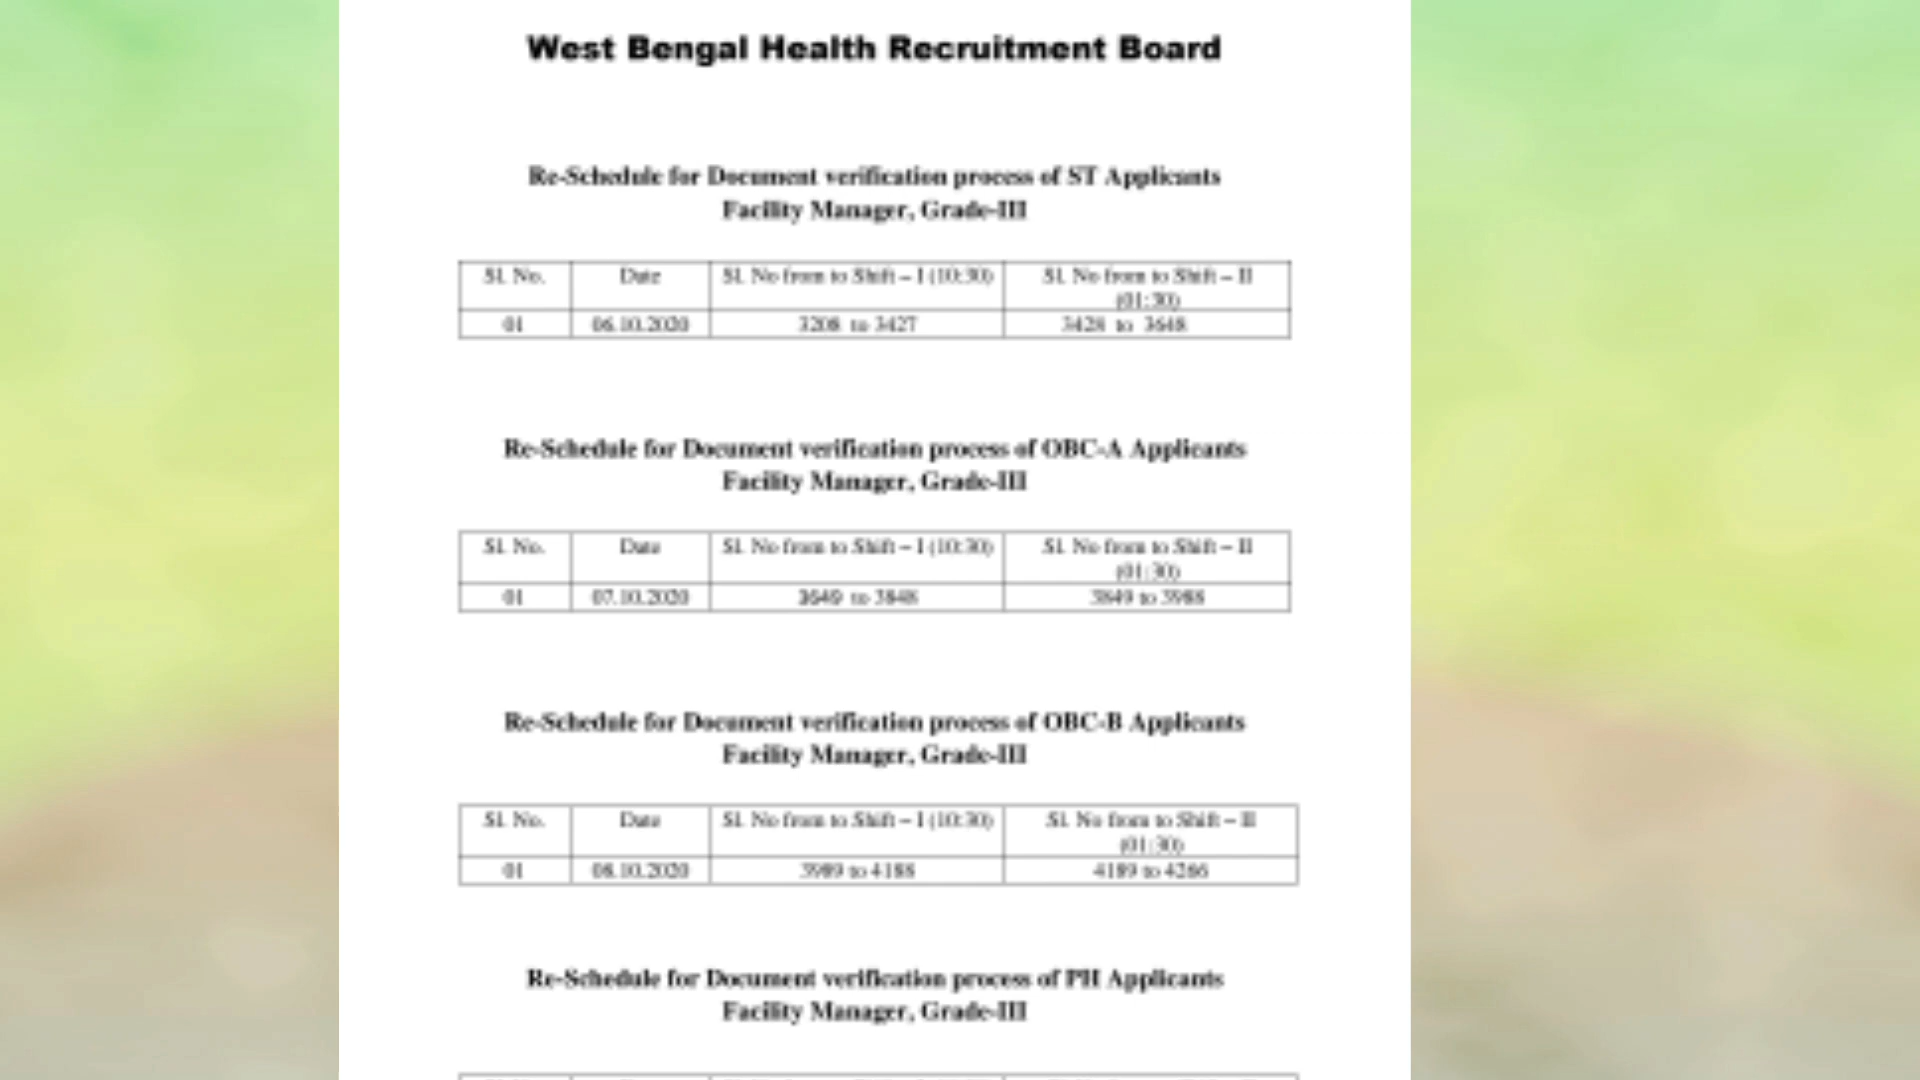 West Bengal Health Recruitment Board
Re-Schedule for Document verification process of ST Applicants
Facility Manager, Grade-III
Sl. No. Date Sl. No from to Shift – I (10:30) Sl. No from to Shift – II
(01:30)
01 06.10.2020 3208 to 3427 3428 to 3648
Re-Schedule for Document verification process of OBC-A Applicants
Facility Manager, Grade-III
Sl. No. Date Sl. No from to Shift – I (10:30) Sl. No from to Shift – II
(01:30)
01 07.10.2020 3649 to 3848 3849 to 3988
Re-Schedule for Document verification process of OBC-B Applicants
Facility Manager, Grade-III
Sl. No. Date Sl. No from to Shift – I (10:30) Sl. No from to Shift – II
(01:30)
01 08.10.2020 3989 to 4188 4189 to 4266
Re-Schedule for Document verification process of PH Applicants
Facility Manager, Grade-III